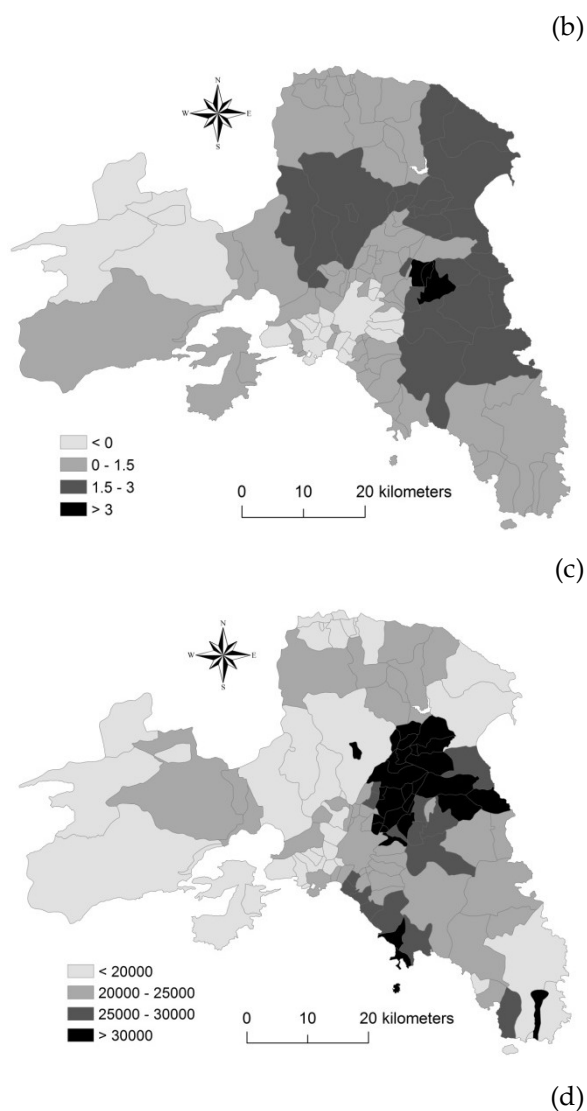 (b)
N
W E
S
< 0
0 - 1.5
1.5 - 3
> 3
0 10 20 kilometers
(c)
N
W E
S
< 20000
20000 - 25000
25000 - 30000
> 30000
0 10 20 kilometers
(d)